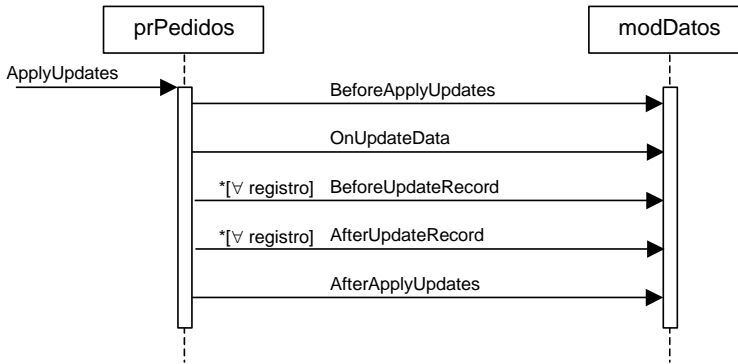 prPedidos
modDatos
ApplyUpdates
BeforeApplyUpdates
OnUpdateData
*[∀ registro] BeforeUpdateRecord
*[∀ registro] AfterUpdateRecord
AfterApplyUpdates